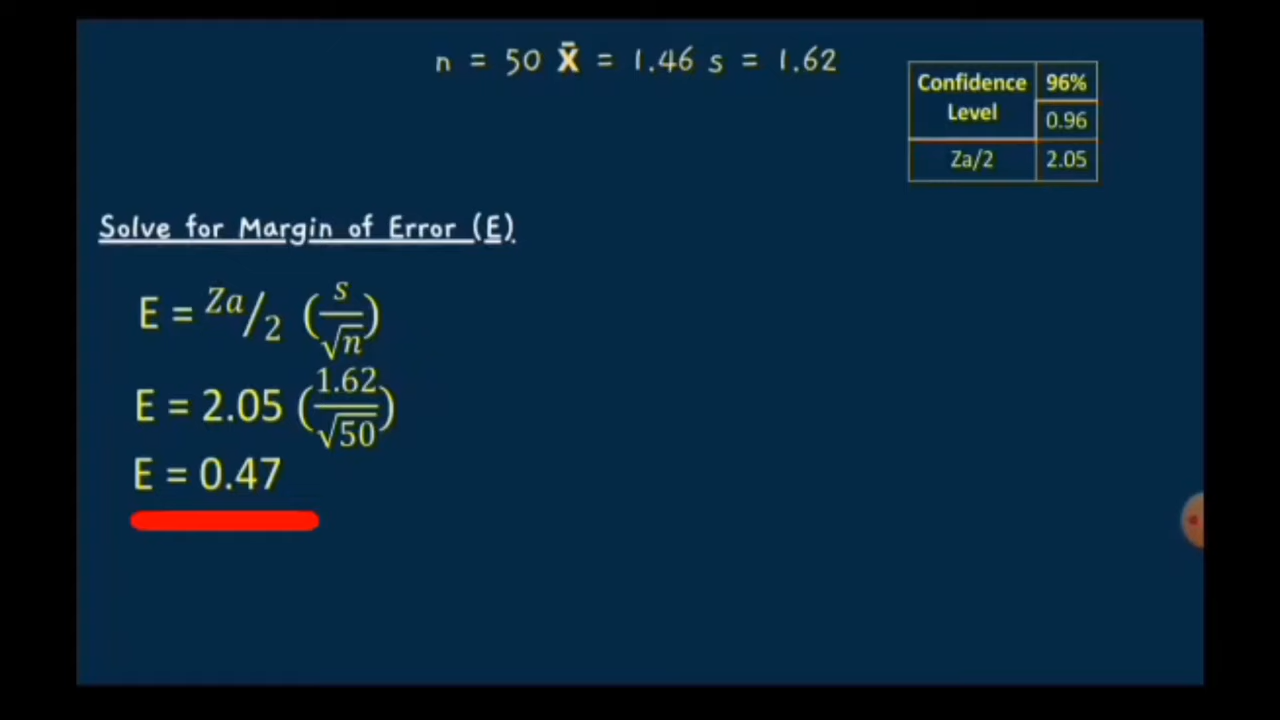 n = 50 x̄ = 1.46 s = 1.62
Confidence Level 96%
0.96
Za/2 2.05
Solve for Margin of Error (E)
E = Za/2 (s/√n)
E = 2.05 (1.62/√50)
E = 0.47